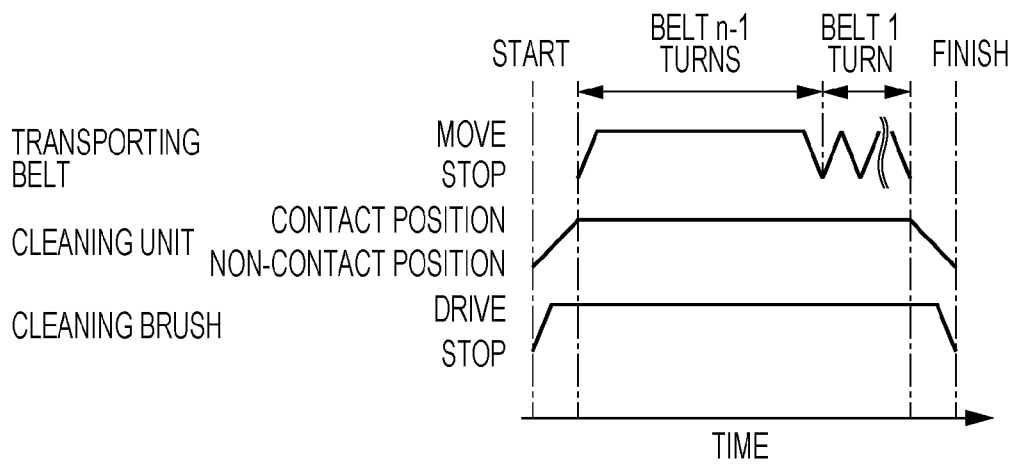 START
BELT n-1
TURNS
BELT 1
TURN
FINISH
TRANSPORTING
BELT
MOVE
STOP
CLEANING UNIT
CONTACT POSITION
NON-CONTACT POSITION
CLEANING BRUSH
DRIVE
STOP
TIME